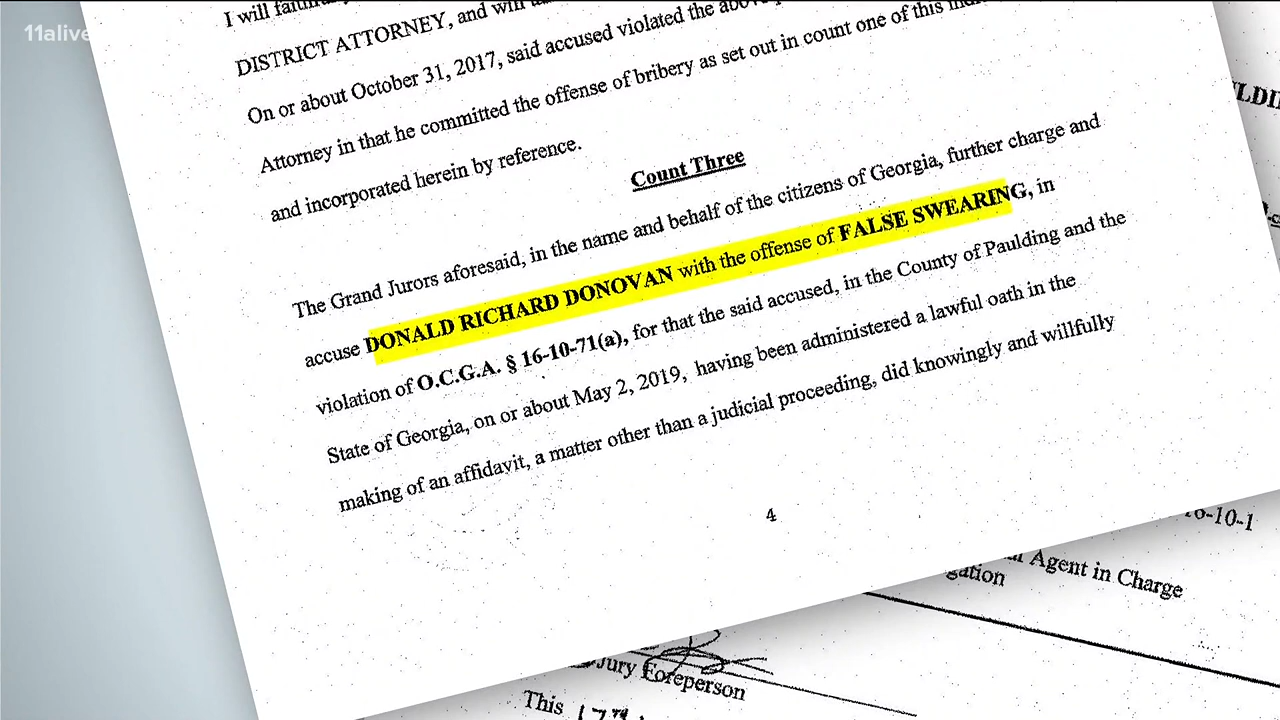 11alive
I will
DISTRICT ATTORNEY, and will
On or about October 31, 2017, said accused violated the
Attorney in that he committed the offense of bribery as set out in count one of this
and incorporated herein by reference.
Count Three
The Grand Jurors aforesaid, in the name and behalf of the citizens of Georgia, further charge and
accuse DONALD RICHARD DONOVAN with the offense of FALSE SWEARING, in
violation of O.C.G.A. § 16-10-71(a), for that the said accused, in the County of Paulding and the
State of Georgia, on or about May 2, 2019, having been administered a lawful oath in the
making of an affidavit, a matter other than a judicial proceeding, did knowingly and willfully
4
Agent in Charge
Jury Foreperson
This